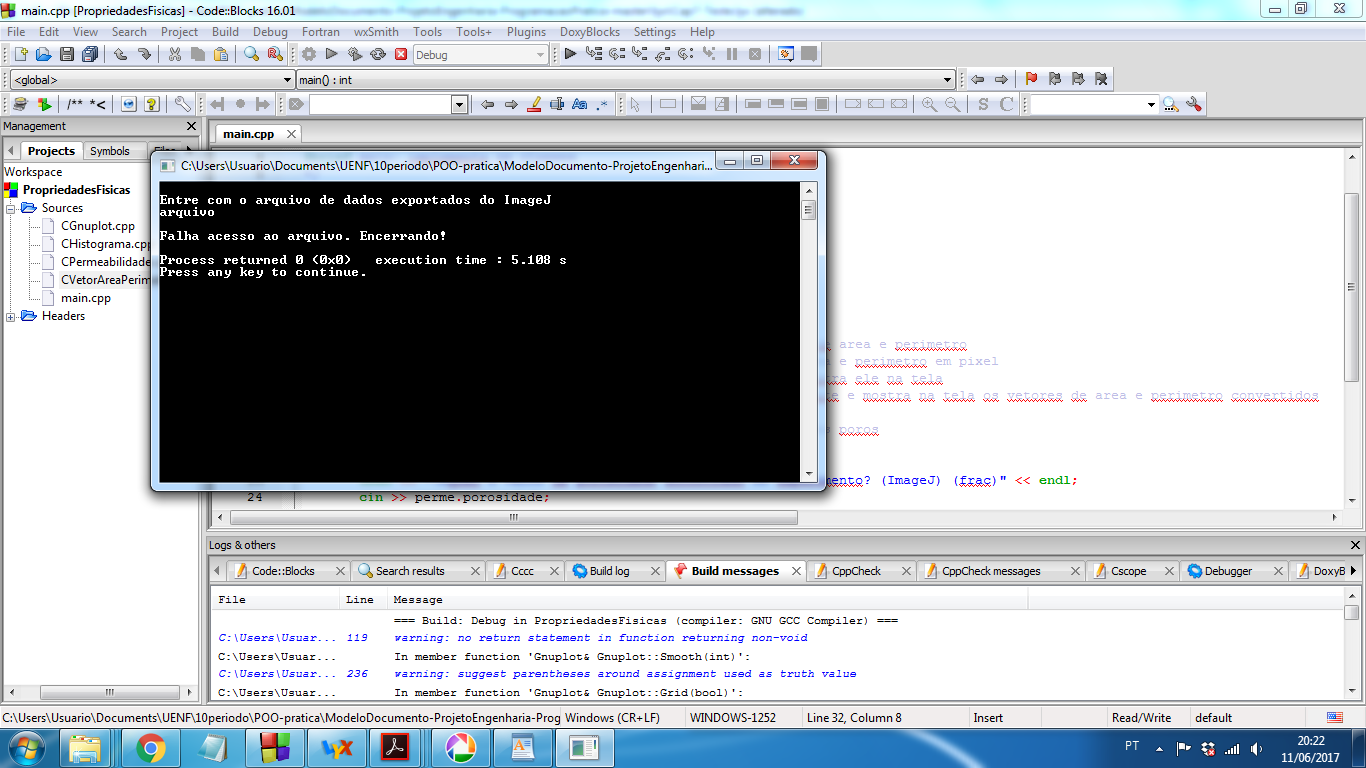 main.cpp [PropriedadesFisicas] - Code::Blocks 16.01
File Edit View Search Project Build Debug Fortran wxSmith Tools Tools+ Plugins DoxyBlocks Settings Help
Debug
<global> main() : int
/** *<
Management
Projects Symbols Files
main.cpp
Workspace
PropriedadesFisicas
Sources
CGnuplot.cpp
CHistograma.cpp
CPermeabilidade
CVetorAreaPerim
main.cpp
Headers
C:\Users\Usuario\Documents\UENF\10periodo\POO-pratica\ModeloDocumento-ProjetoEngenhari...
Entre com o arquivo de dados exportados do ImageJ
arquivo
Falha acesso ao arquivo. Encerrando!
Process returned 0 (0x0) execution time : 5.108 s
Press any key to continue.
area e perimetro
e perimetro em pixel
ele na tela
e mostra na tela os vetores de area e perimetro convertidos
poros
(ImageJ) (frac)" << endl;
24 cin >> perme.porosidade;
Logs & others
Code::Blocks Search results Cccc Build log Build messages CppCheck CppCheck messages Cscope Debugger DoxyB
File Line Message
=== Build: Debug in PropriedadesFisicas (compiler: GNU GCC Compiler) ===
C:\Users\Usuar... 119 warning: no return statement in function returning non-void
C:\Users\Usuar... In member function 'Gnuplot& Gnuplot::Smooth(int)':
C:\Users\Usuar... 236 warning: suggest parentheses around assignment used as truth value
C:\Users\Usuar... In member function 'Gnuplot& Gnuplot::Grid(bool)':
C:\Users\Usuario\Documents\UENF\10periodo\POO-pratica\ModeloDocumento-ProjetoEngenharia-Prog Windows (CR+LF) WINDOWS-1252 Line 32, Column 8 Insert Read/Write default
PT 20:22
11/06/2017